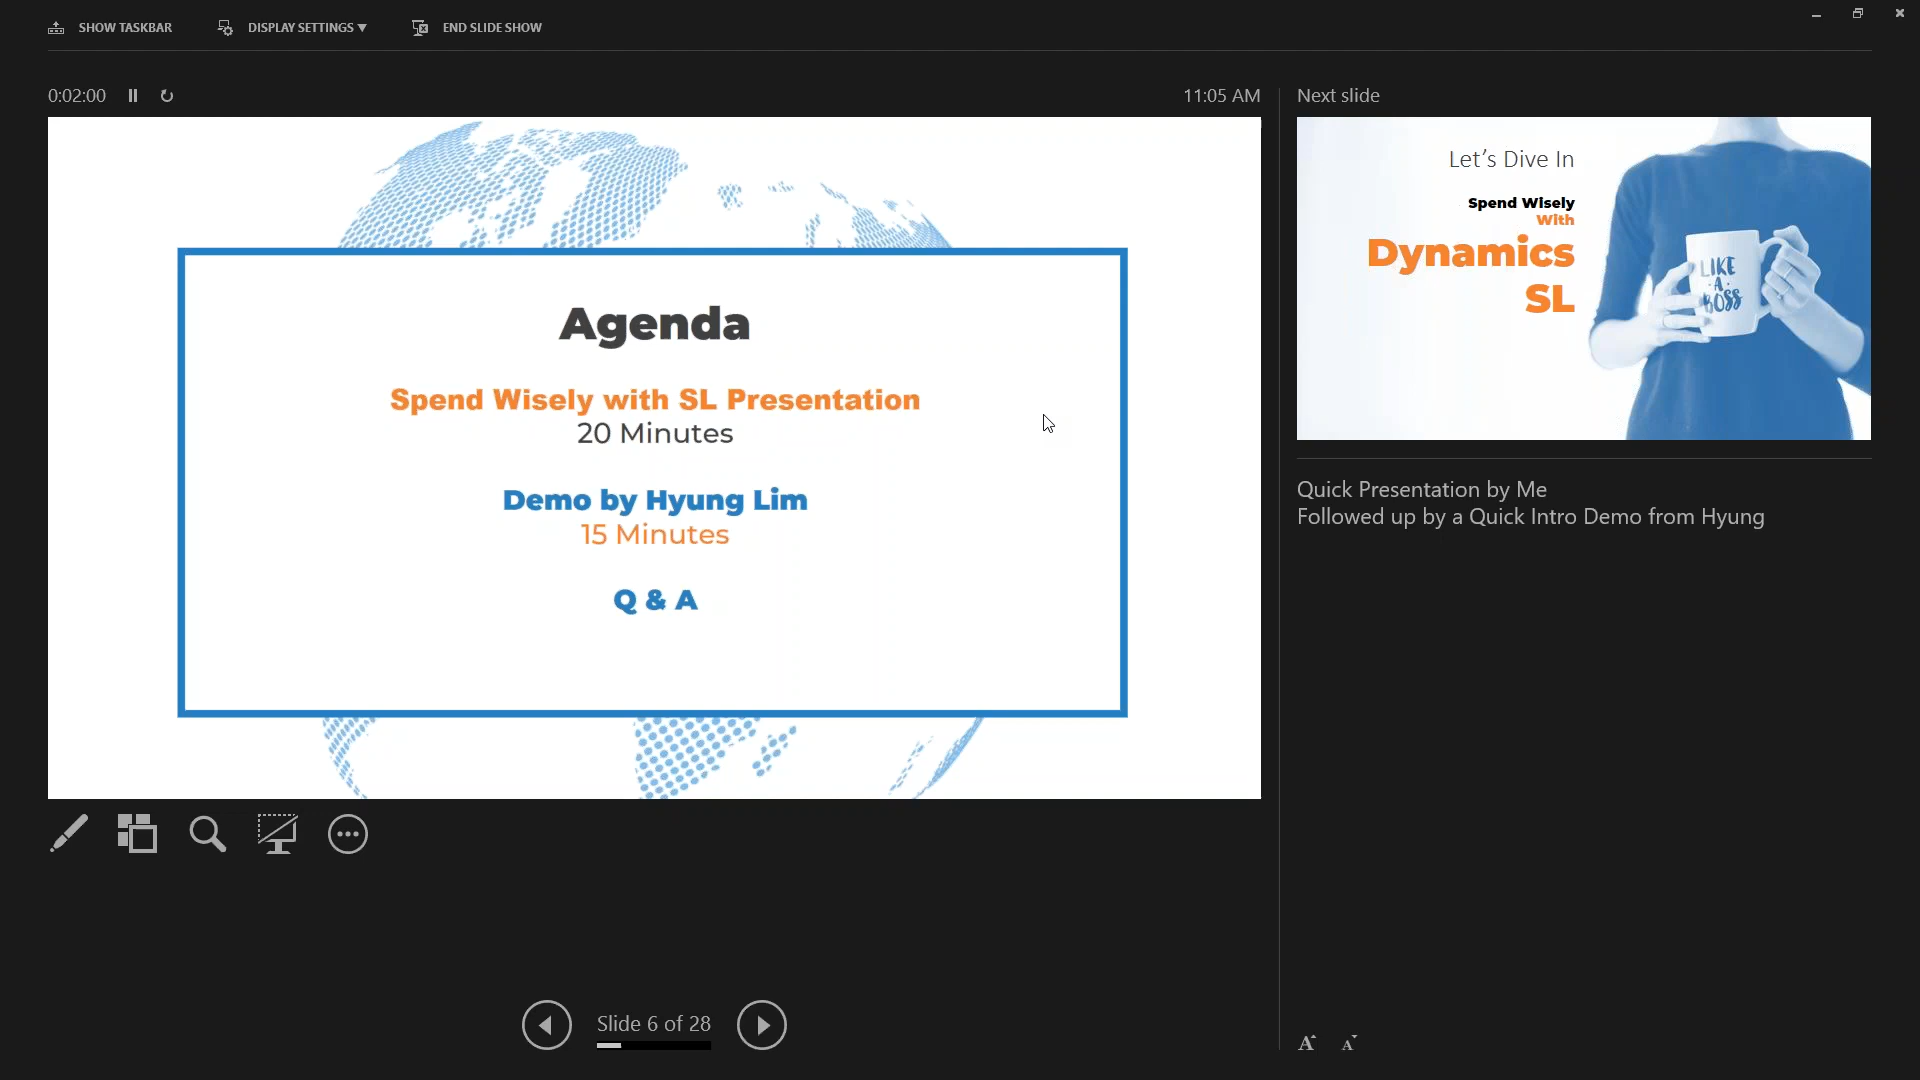 SHOW TASKBAR
DISPLAY SETTINGS ▼
END SLIDE SHOW
0:02:00
11:05 AM
Next slide
Agenda
Spend Wisely with SL Presentation
20 Minutes
Demo by Hyung Lim
15 Minutes
Q & A
Let’s Dive In
Spend Wisely
With
Dynamics
SL
LIKE
·A·
BOSS
Quick Presentation by Me
Followed up by a Quick Intro Demo from Hyung
Slide 6 of 28
A
A